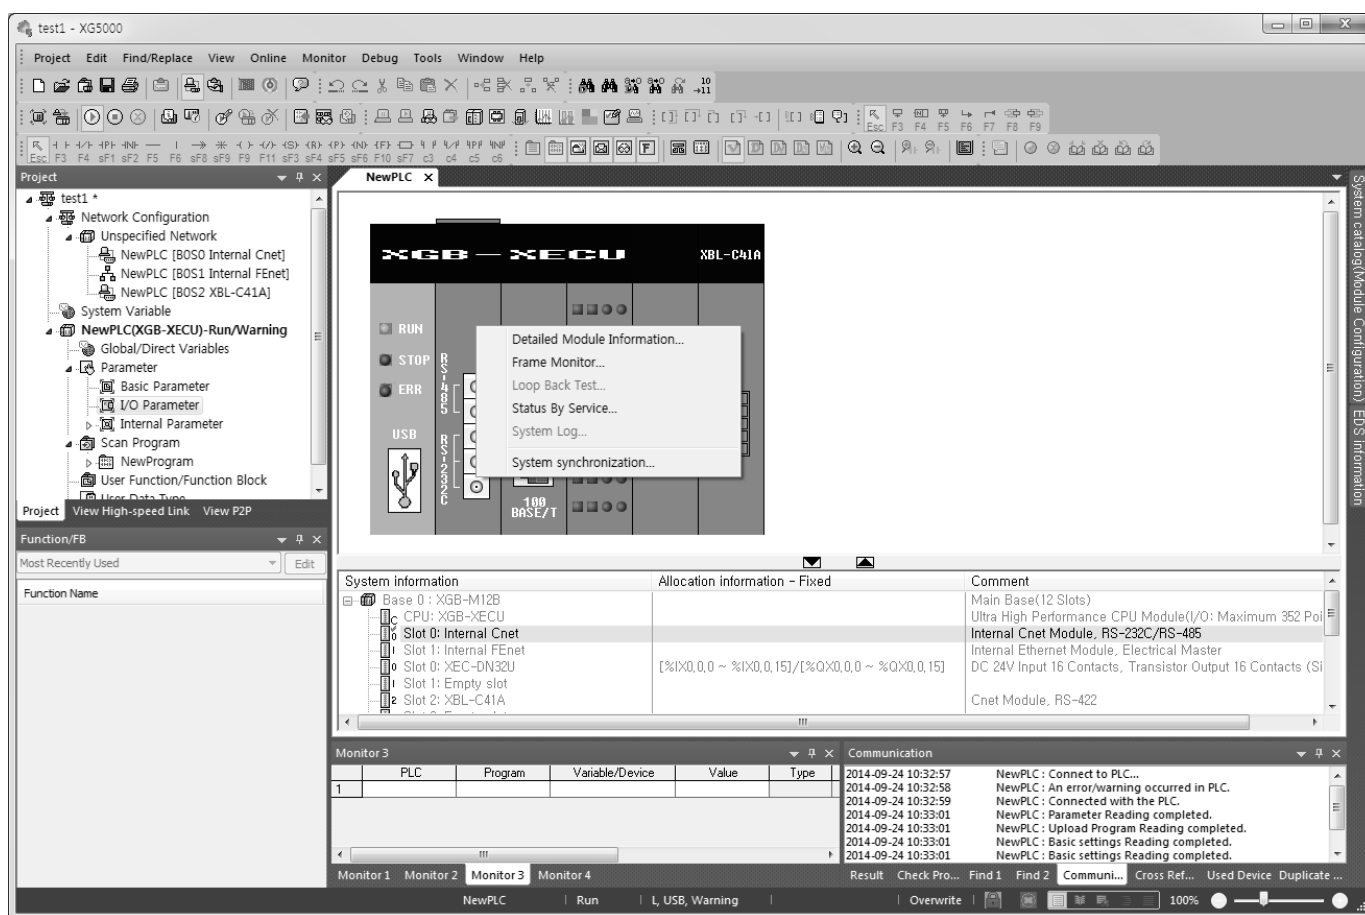 test1 - XG5000
Project Edit Find/Replace View Online Monitor Debug Tools Window Help
Esc F3 F4 F5 F6 F7 F8 F9
Esc F3 F4 sF1 sF2 F5 F6 sF8 sF9 F9 F11 sF3 sF4 sF5 sF6 F10 sF7 c3 c4 c5 c6
Project
test1 *
Network Configuration
Unspecified Network
NewPLC [B0S0 Internal Cnet]
NewPLC [B0S1 Internal FEnet]
NewPLC [B0S2 XBL-C41A]
System Variable
NewPLC(XGB-XECU)-Run/Warning
Global/Direct Variables
Parameter
Basic Parameter
I/O Parameter
Internal Parameter
Scan Program
NewProgram
User Function/Function Block
User Data Type
Project View High-speed Link View P2P
Function/FB
Most Recently Used Edit
Function Name
NewPLC
XGB-XECU
XBL-C41A
RUN
STOP
ERR
USB
RS-485
RS-232C
100
BASE/T
Detailed Module Information...
Frame Monitor...
Loop Back Test...
Status By Service...
System Log...
System synchronization...
System information Allocation information - Fixed Comment
Base 0 : XGB-M12B Main Base(12 Slots)
CPU: XGB-XECU Ultra High Performance CPU Module(I/O: Maximum 352 Poi
Slot 0: Internal Cnet Internal Cnet Module, RS-232C/RS-485
Slot 1: Internal FEnet Internal Ethernet Module, Electrical Master
Slot 0: XEC-DN32U [%IX0,0,0 ~ %IX0,0,15]/[%QX0,0,0 ~ %QX0,0,15] DC 24V Input 16 Contacts, Transistor Output 16 Contacts (Si
Slot 1: Empty slot
Slot 2: XBL-C41A Cnet Module, RS-422
Monitor 3
PLC Program Variable/Device Value Type
1
Monitor 1 Monitor 2 Monitor 3 Monitor 4
Communication
2014-09-24 10:32:57 NewPLC : Connect to PLC...
2014-09-24 10:32:58 NewPLC : An error/warning occurred in PLC.
2014-09-24 10:32:59 NewPLC : Connected with the PLC.
2014-09-24 10:33:01 NewPLC : Parameter Reading completed.
2014-09-24 10:33:01 NewPLC : Upload Program Reading completed.
2014-09-24 10:33:01 NewPLC : Basic settings Reading completed.
2014-09-24 10:33:01 NewPLC : Basic settings Reading completed.
Result Check Pro... Find 1 Find 2 Communi... Cross Ref... Used Device Duplicate ...
System catalog(Module Configuration) EDS information
NewPLC Run L, USB, Warning Overwrite 100%